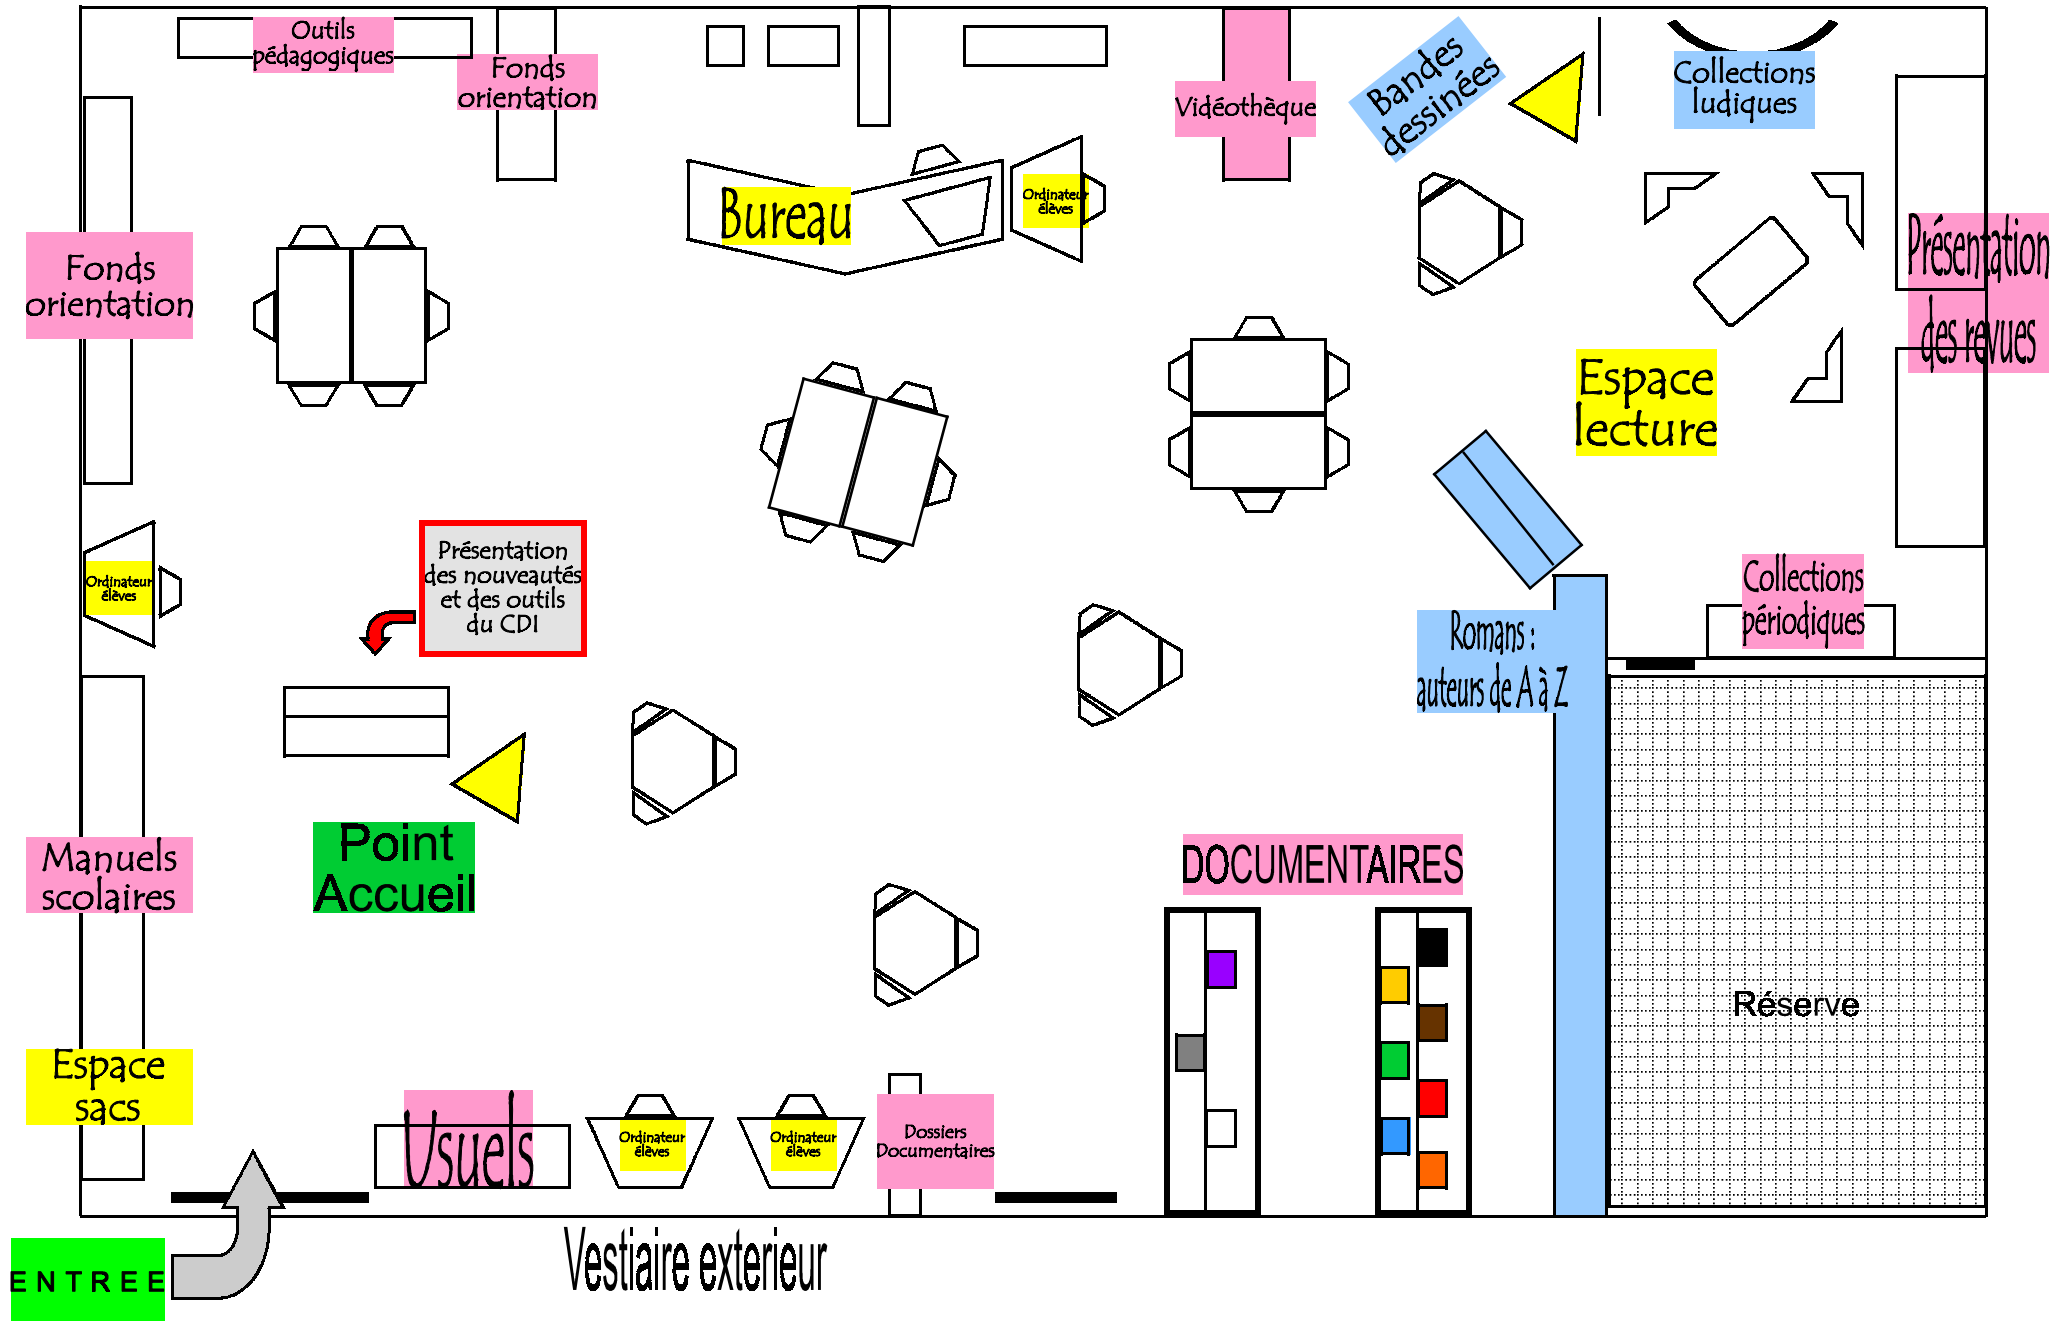 Outils
pédagogiques
Fonds
orientation
Vidéothèque
Bandes
dessinées
Collections
ludiques
Bureau
Ordinateur
élèves
Fonds
orientation
Présentation
des revues
Espace
lecture
Présentation
des nouveautés
et des outils
du CDI
Ordinateur
élèves
Collections
périodiques
Romans :
auteurs de A à Z
Point
Accueil
Manuels
scolaires
DOCUMENTAIRES
Réserve
Espace
sacs
Usuels
Ordinateur
élèves
Ordinateur
élèves
Dossiers
Documentaires
Vestiaire exterieur
ENTREE